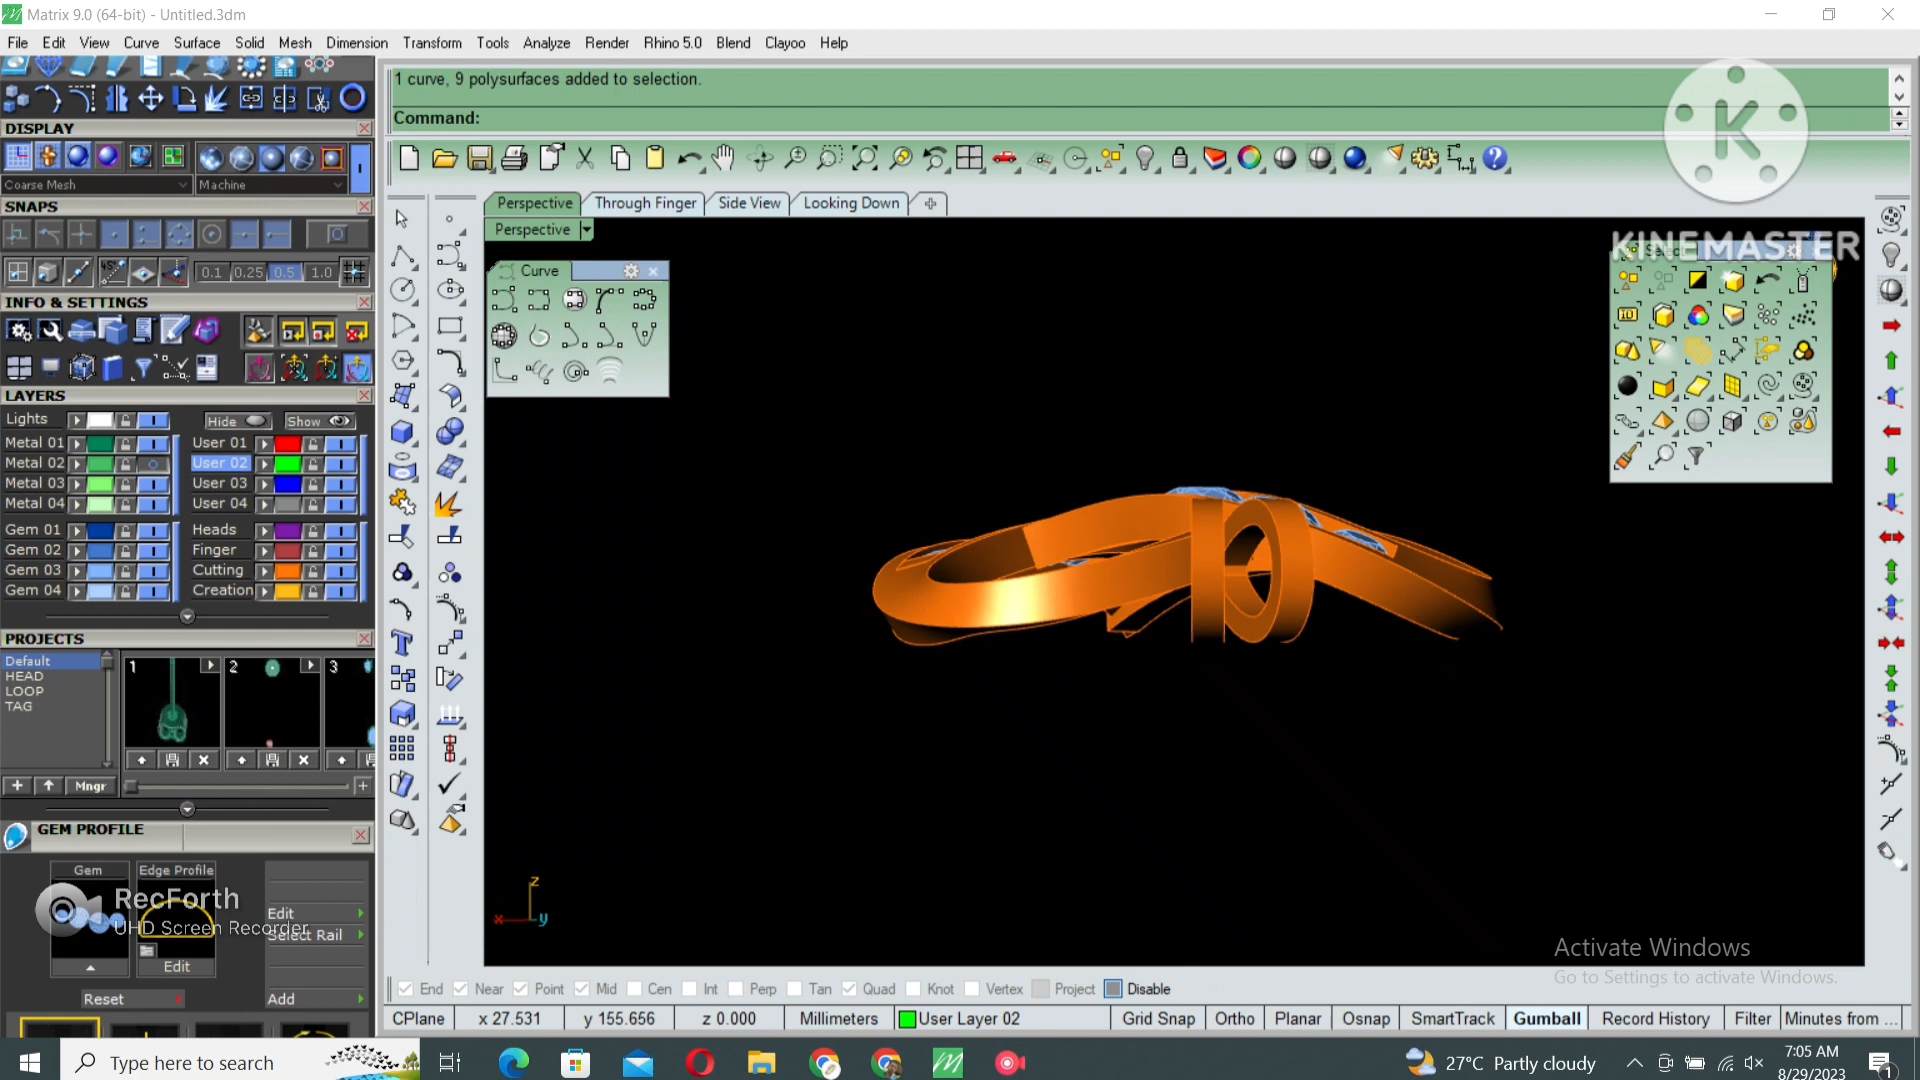 Matrix 9.0 (64-bit) - Untitled.3dm
File Edit View Curve Surface Solid Mesh Dimension Transform Tools Analyze Render Rhino 5.0 Blend Clayoo Help
1 curve, 9 polysurfaces added to selection.
Command:
DISPLAY
Coarse Mesh Machine
SNAPS
0.1 0.25 0.5 1.0
INFO & SETTINGS
LAYERS
Lights Hide Show
Metal 01 User 01
Metal 02 User 02
Metal 03 User 03
Metal 04 User 04
Gem 01 Heads
Gem 02 Finger
Gem 03 Cutting
Gem 04 Creation
PROJECTS
Default
HEAD
LOOP
TAG
1 2 3
Mngr
GEM PROFILE
Gem Edge Profile
RecForth
UHD Screen Recorder
Edit
Select Rail
Edit
Reset Add
Perspective Through Finger Side View Looking Down
Perspective
Curve
K
KINEMASTER
z
x y
Activate Windows
Go to Settings to activate Windows.
End Near Point Mid Cen Int Perp Tan Quad Knot Vertex Project Disable
CPlane x 27.531 y 155.656 z 0.000 Millimeters User Layer 02 Grid Snap Ortho Planar Osnap SmartTrack Gumball Record History Filter Minutes from ...
Type here to search
27°C Partly cloudy
7:05 AM
8/29/2023
1